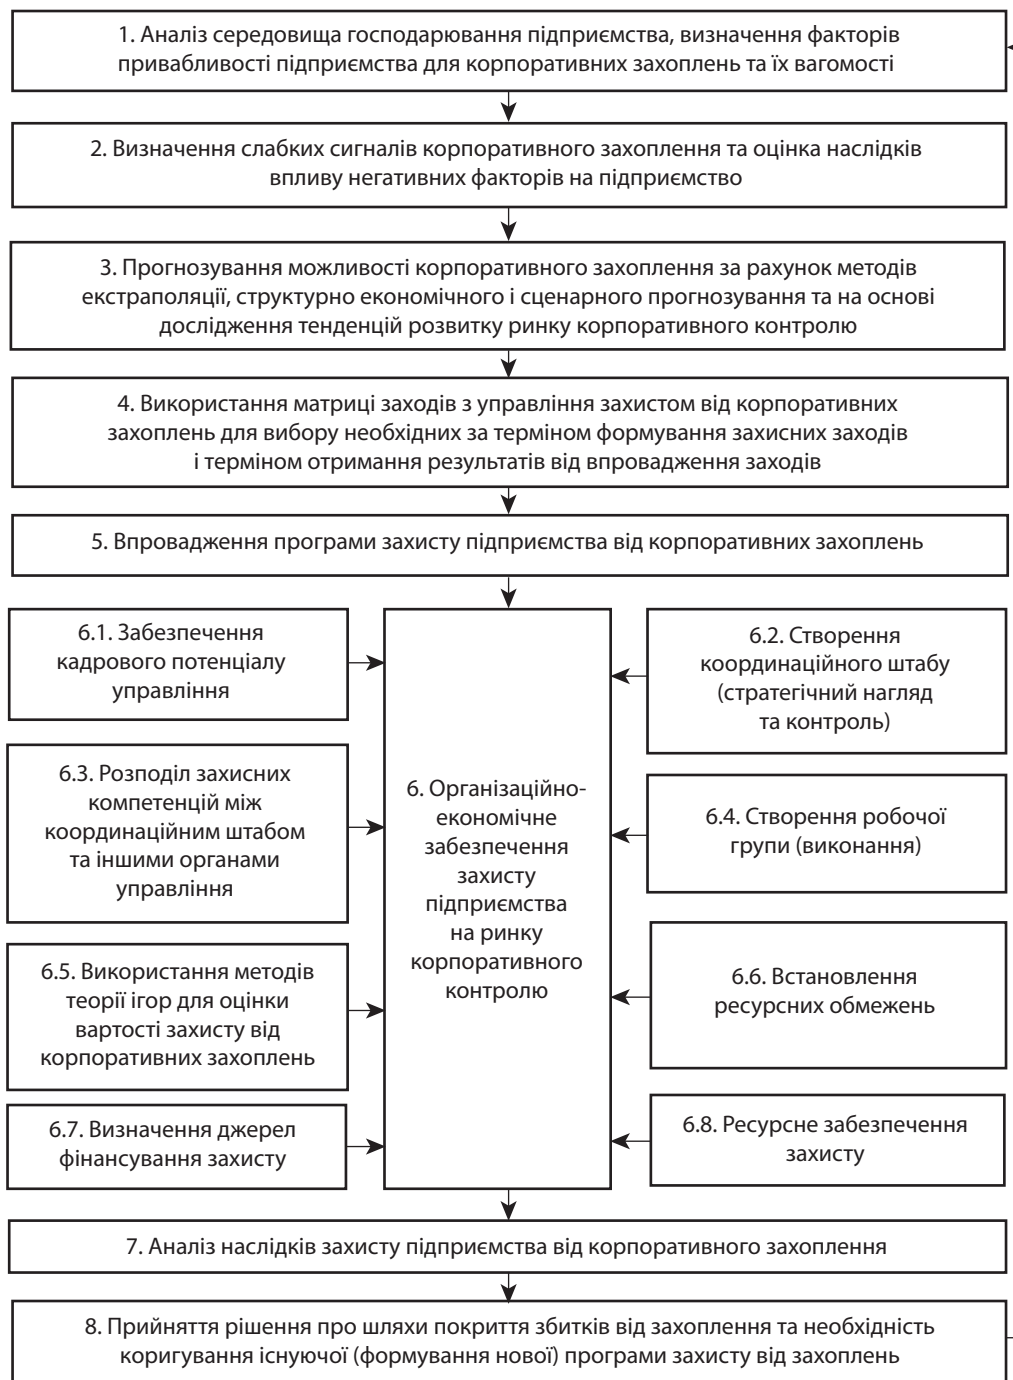 1. Аналіз середовища господарювання підприємства, визначення факторів
привабливості підприємства для корпоративних захоплень та їх вагомості
2. Визначення слабких сигналів корпоративного захоплення та оцінка наслідків
впливу негативних факторів на підприємство
3. Прогнозування можливості корпоративного захоплення за рахунок методів
екстраполяції, структурно економічного і сценарного прогнозування та на основі
дослідження тенденцій розвитку ринку корпоративного контролю
4. Використання матриці заходів з управління захистом від корпоративних
захоплень для вибору необхідних за терміном формування захисних заходів
і терміном отримання результатів від впровадження заходів
5. Впровадження програми захисту підприємства від корпоративних захоплень
6.1. Забезпечення
кадрового потенціалу
управління
6.2. Створення
координаційного штабу
(стратегічний нагляд
та контроль)
6.3. Розподіл захисних
компетенцій між
координаційним штабом
та іншими органами
управління
6. Організаційно-
економічне
забезпечення
захисту
підприємства
на ринку
корпоративного
контролю
6.4. Створення робочої
групи (виконання)
6.5. Використання методів
теорії ігор для оцінки
вартості захисту від
корпоративних захоплень
6.6. Встановлення
ресурсних обмежень
6.7. Визначення джерел
фінансування захисту
6.8. Ресурсне забезпечення
захисту
7. Аналіз наслідків захисту підприємства від корпоративного захоплення
8. Прийняття рішення про шляхи покриття збитків від захоплення та необхідність
коригування існуючої (формування нової) програми захисту від захоплень